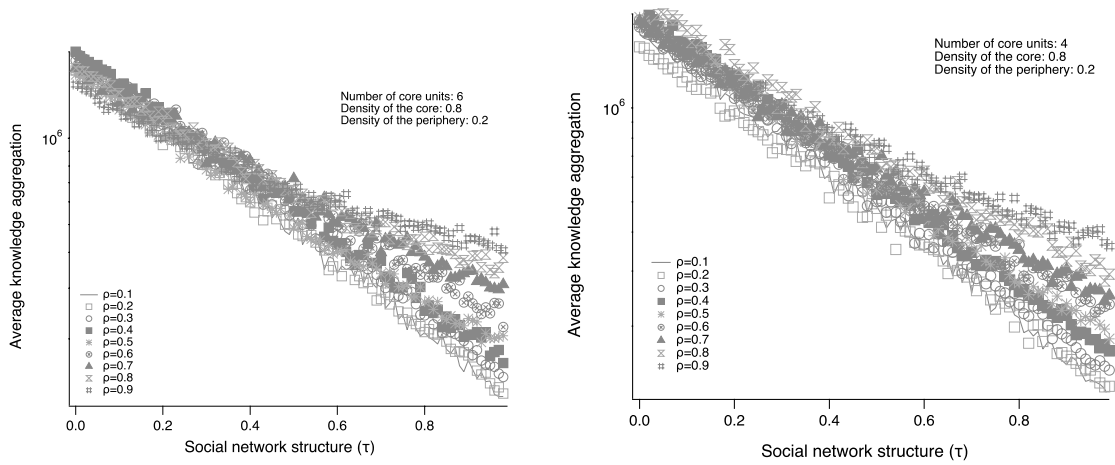 Number of core units: 6
Density of the core: 0.8
Density of the periphery: 0.2
Average knowledge aggregation
10^6
ρ=0.1
ρ=0.2
ρ=0.3
ρ=0.4
ρ=0.5
ρ=0.6
ρ=0.7
ρ=0.8
ρ=0.9
0.0 0.2 0.4 0.6 0.8
Social network structure (τ)
Number of core units: 4
Density of the core: 0.8
Density of the periphery: 0.2
Average knowledge aggregation
10^6
ρ=0.1
ρ=0.2
ρ=0.3
ρ=0.4
ρ=0.5
ρ=0.6
ρ=0.7
ρ=0.8
ρ=0.9
0.0 0.2 0.4 0.6 0.8
Social network structure (τ)